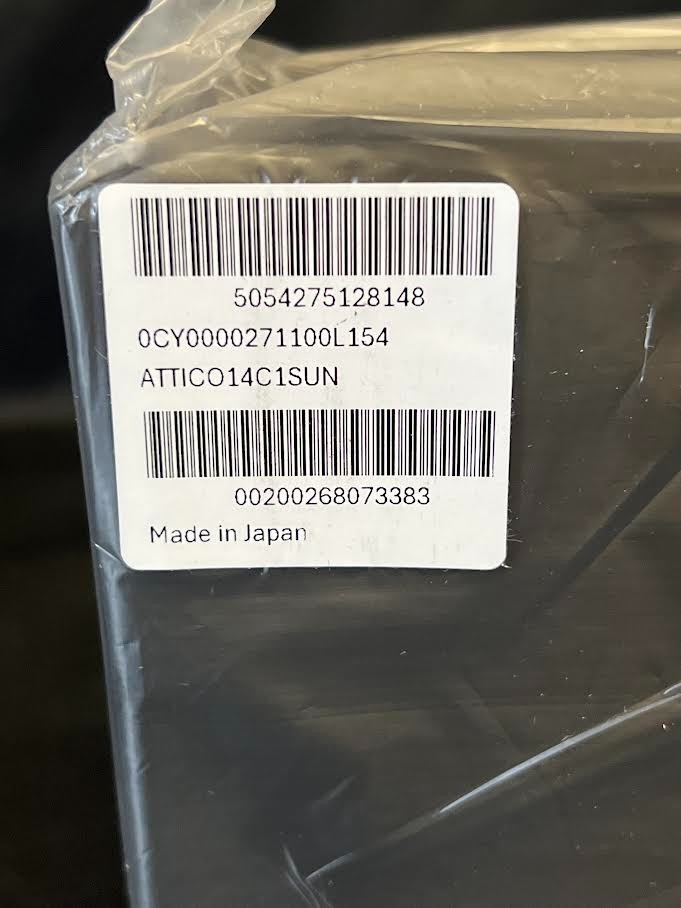 5054275128148
0CY0000271100L154
ATTICO14C1SUN
00200268073383
Made in Japan